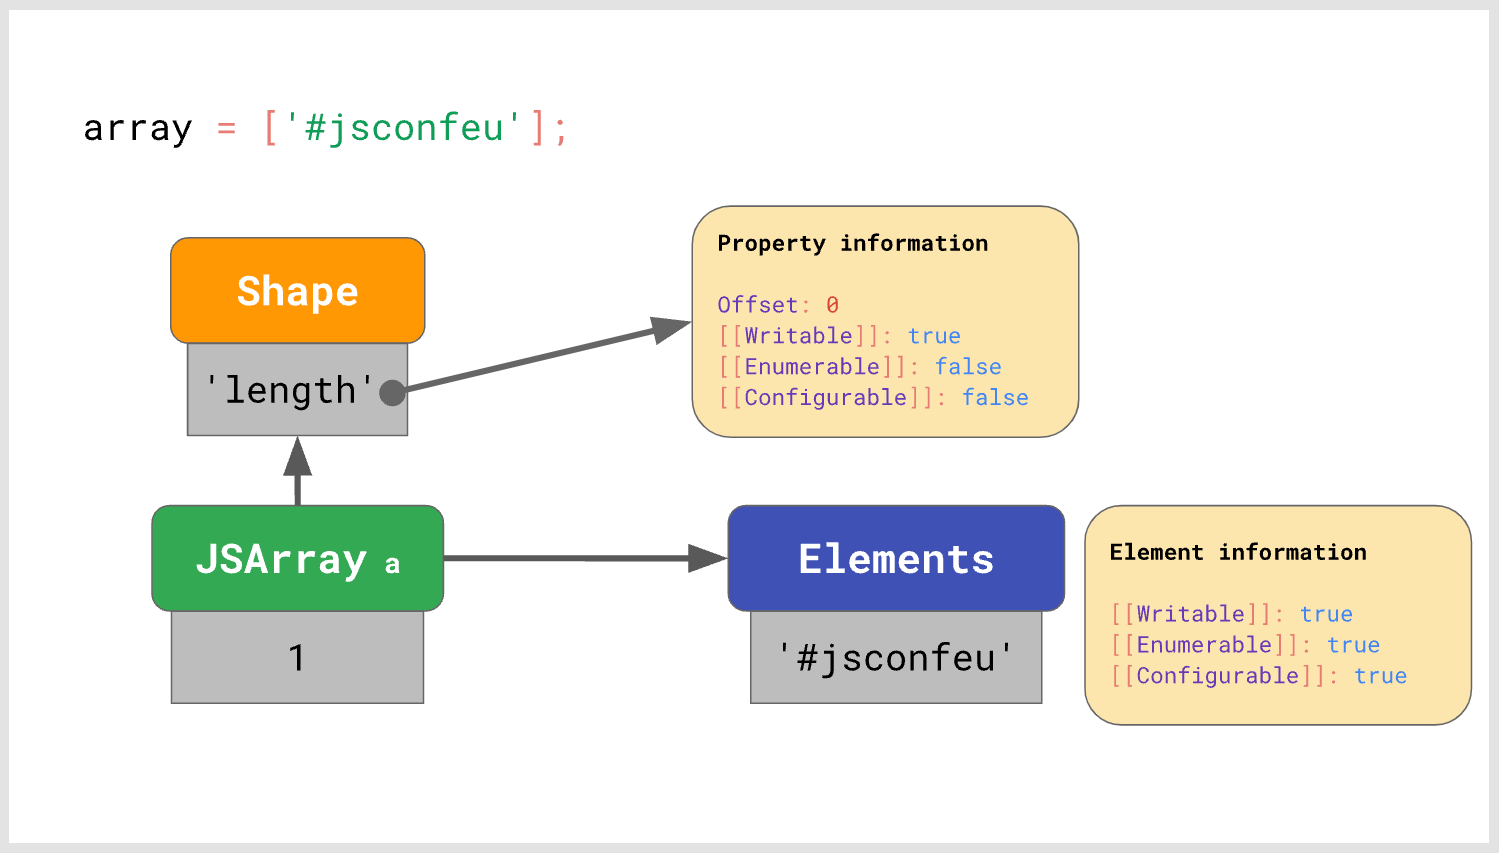 array = ['#jsconfeu'];
Shape
'length'
Property information
Offset: 0
[[Writable]]: true
[[Enumerable]]: false
[[Configurable]]: false
JSArray a
1
Elements
'#jsconfeu'
Element information
[[Writable]]: true
[[Enumerable]]: true
[[Configurable]]: true